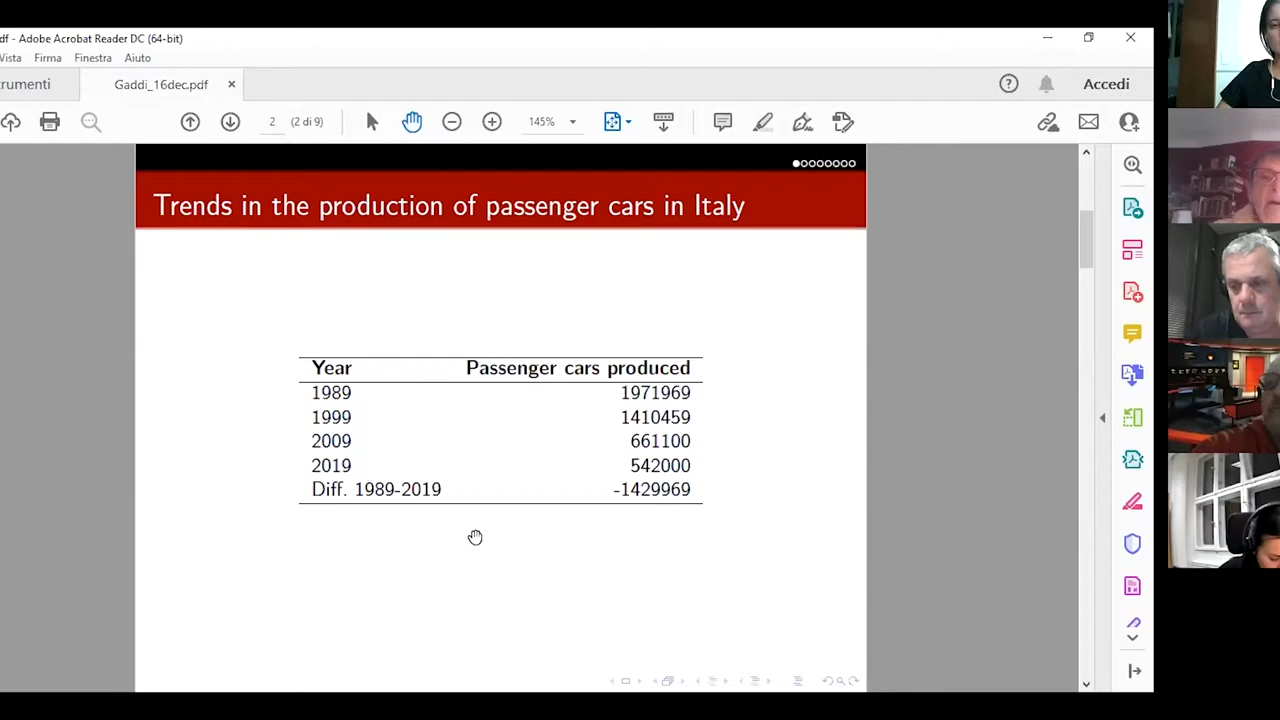 df - Adobe Acrobat Reader DC (64-bit)
Vista Firma Finestra Aiuto
rumenti Gaddi_16dec.pdf Accedi
2 (2 di 9) 145%
Trends in the production of passenger cars in Italy
Year Passenger cars produced
1989 1971969
1999 1410459
2009 661100
2019 542000
Diff. 1989-2019 -1429969